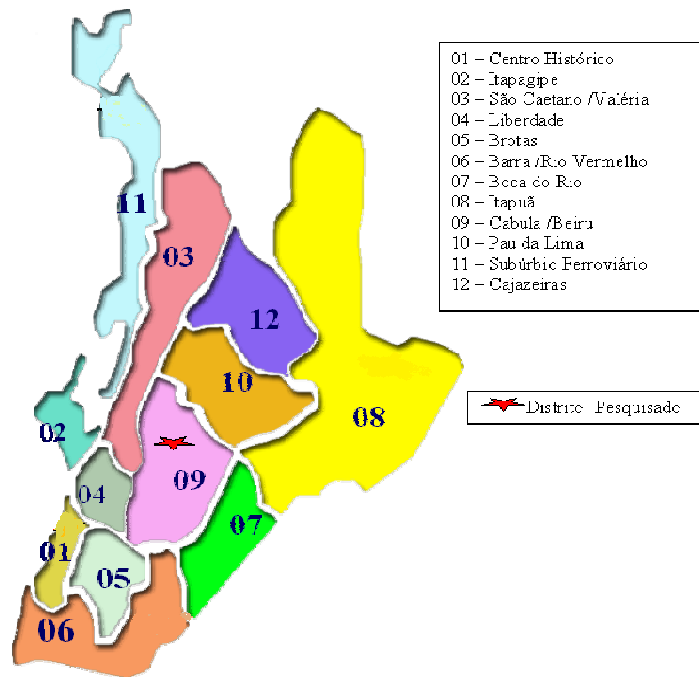 01 – Centro Histórico
02 – Itapagipe
03 – São Caetano /Valéria
04 – Liberdade
05 – Brotas
06 – Barra /Rio Vermelho
07 – Boca do Rio
08 – Itapuã
09 – Cabula /Beiru
10 – Pau da Lima
11 – Subúrbio Ferroviário
12 – Cajazeiras
11
03
12
10
Distrito Pesquisado
08
02
09
04
07
01
05
06